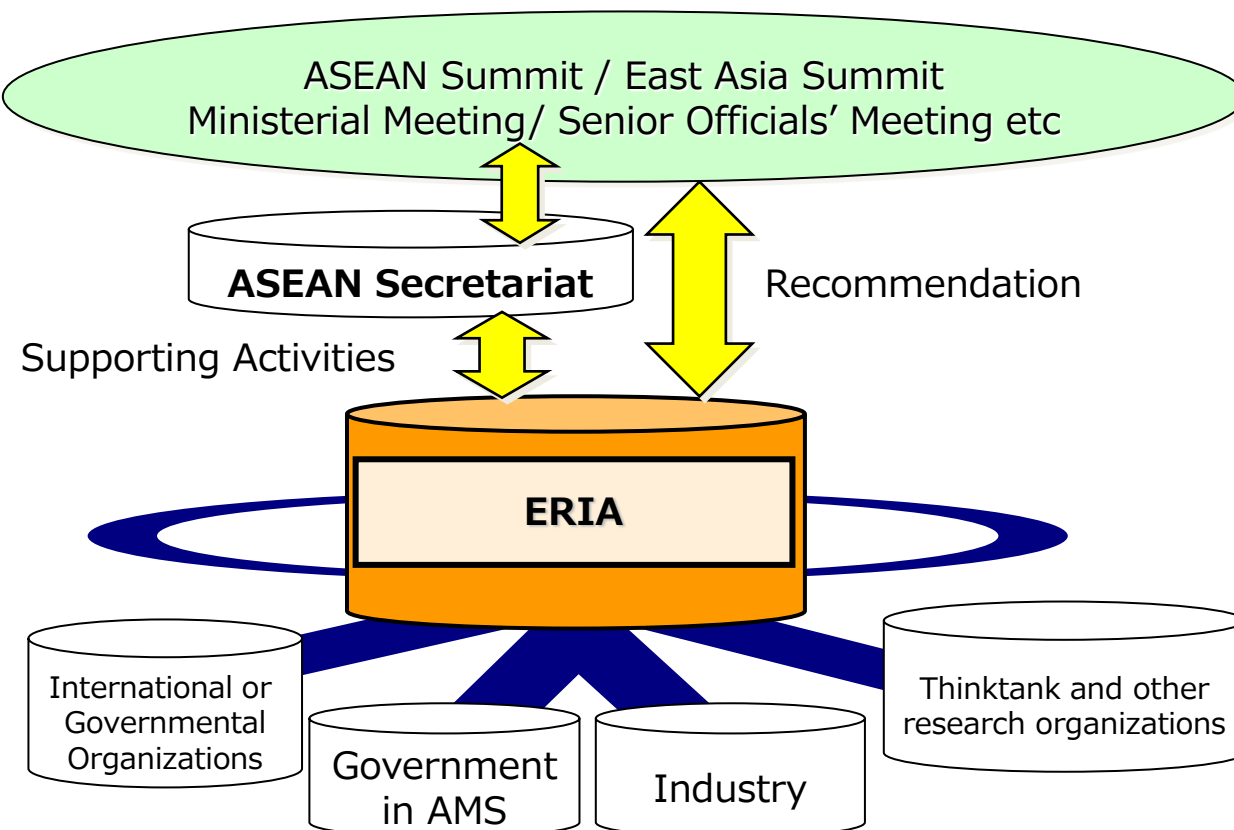 ASEAN Summit / East Asia Summit
Ministerial Meeting/ Senior Officials’ Meeting etc
ASEAN Secretariat
Recommendation
Supporting Activities
ERIA
International or
Governmental
Organizations
Government
in AMS
Industry
Thinktank and other
research organizations